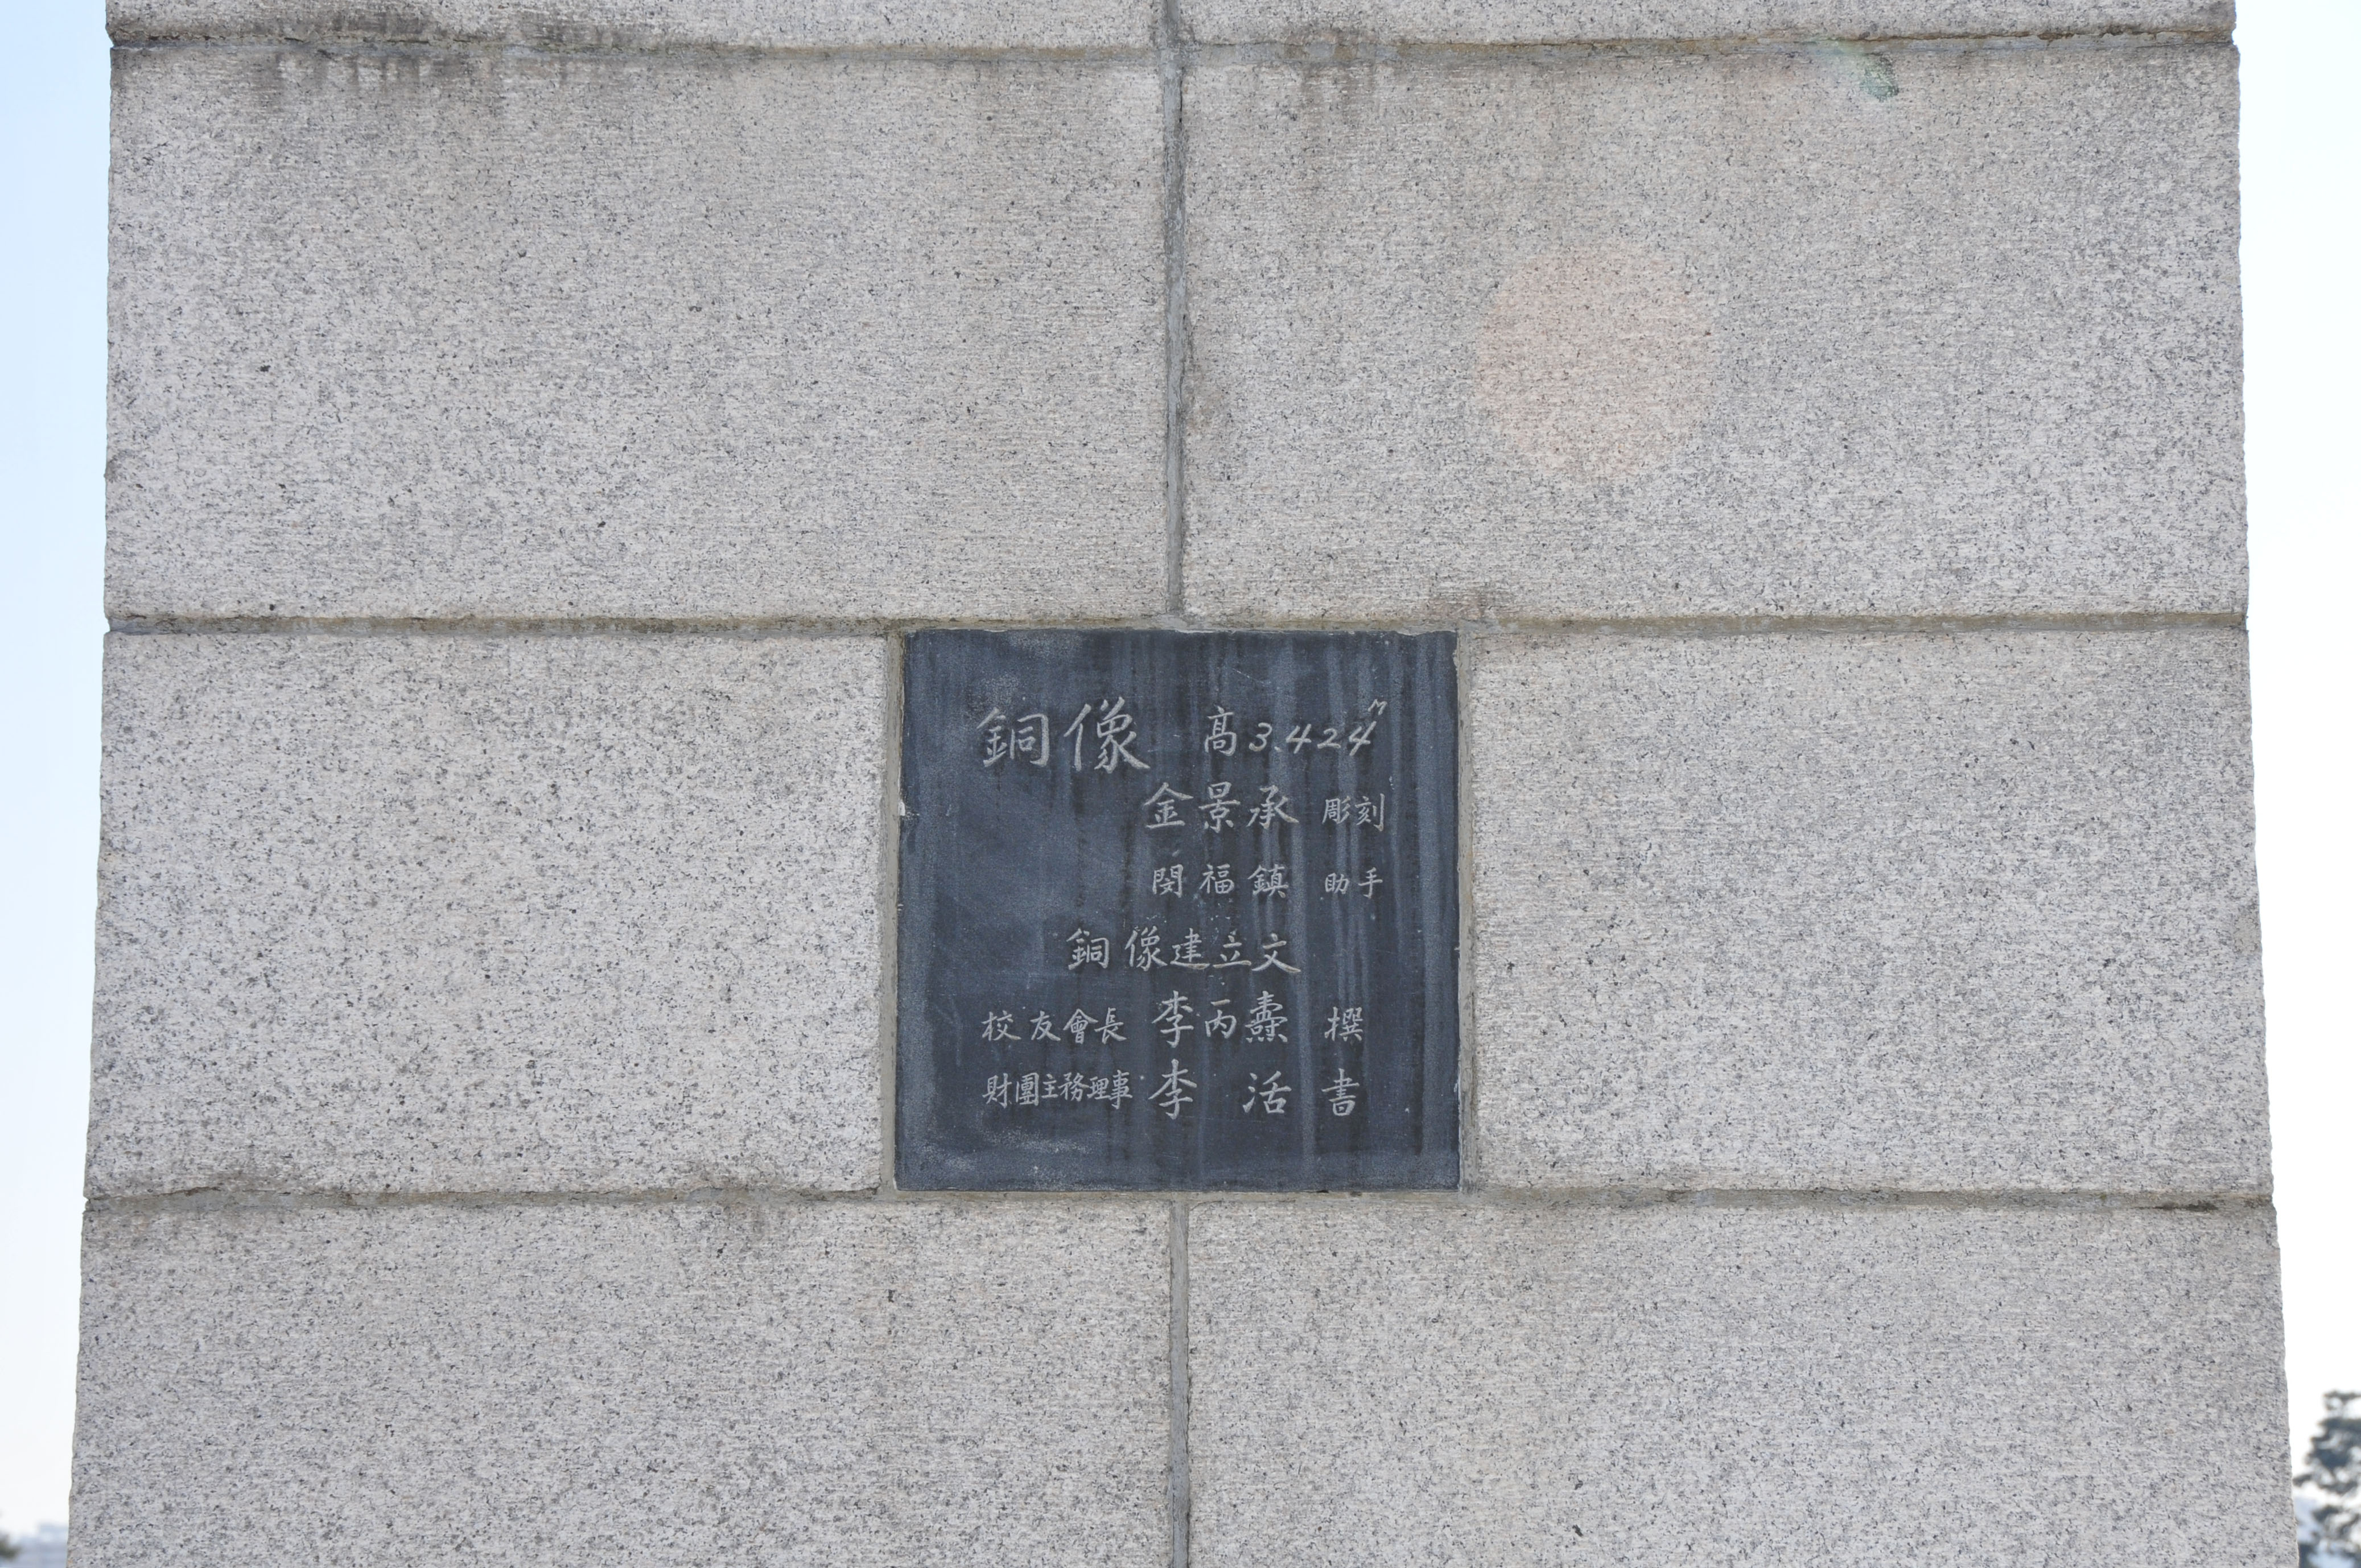 銅像 高3.424M
金景承 彫刻
閔福鎮 助手
銅像建立文
校友會長 李丙燾 撰
財團主務理事 李 活 書